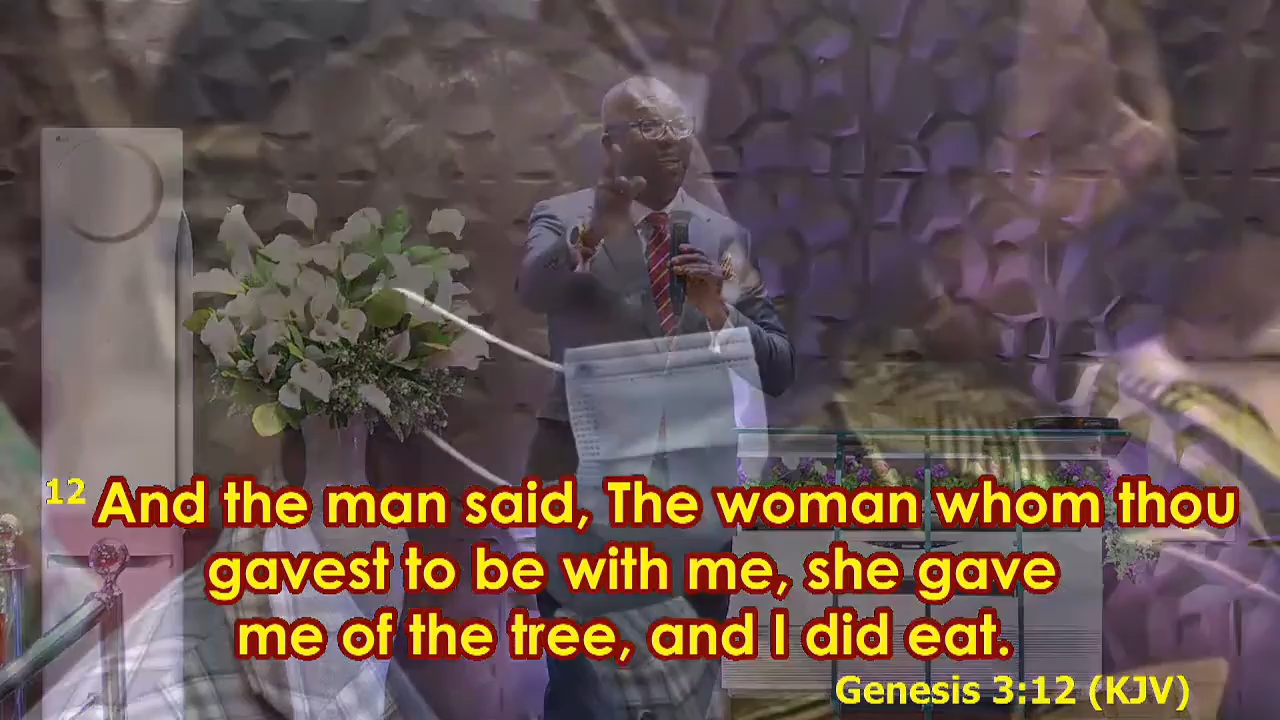 12 And the man said, The woman whom thou
gavest to be with me, she gave
me of the tree, and I did eat.
Genesis 3:12 (KJV)